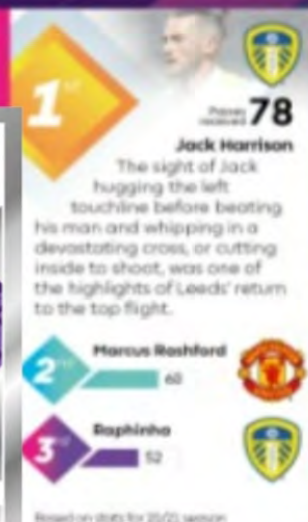 1st
Passes
received 78
Jack Harrison
The sight of Jack
hugging the left
touchline before beating
his man and whipping in a
devastating cross, or cutting
inside to shoot, was one of
the highlights of Leeds' return
to the top flight.
2nd Marcus Rashford
60
3rd Raphinha
52
Based on stats for 20/21 season